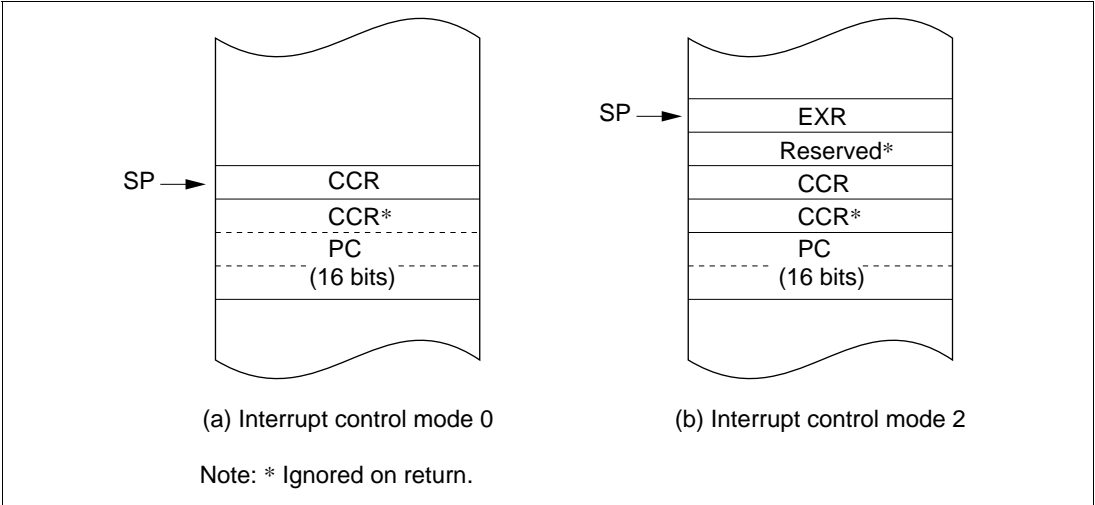 SP
CCR
CCR*
PC
(16 bits)
(a) Interrupt control mode 0
SP
EXR
Reserved*
CCR
CCR*
PC
(16 bits)
(b) Interrupt control mode 2
Note: * Ignored on return.